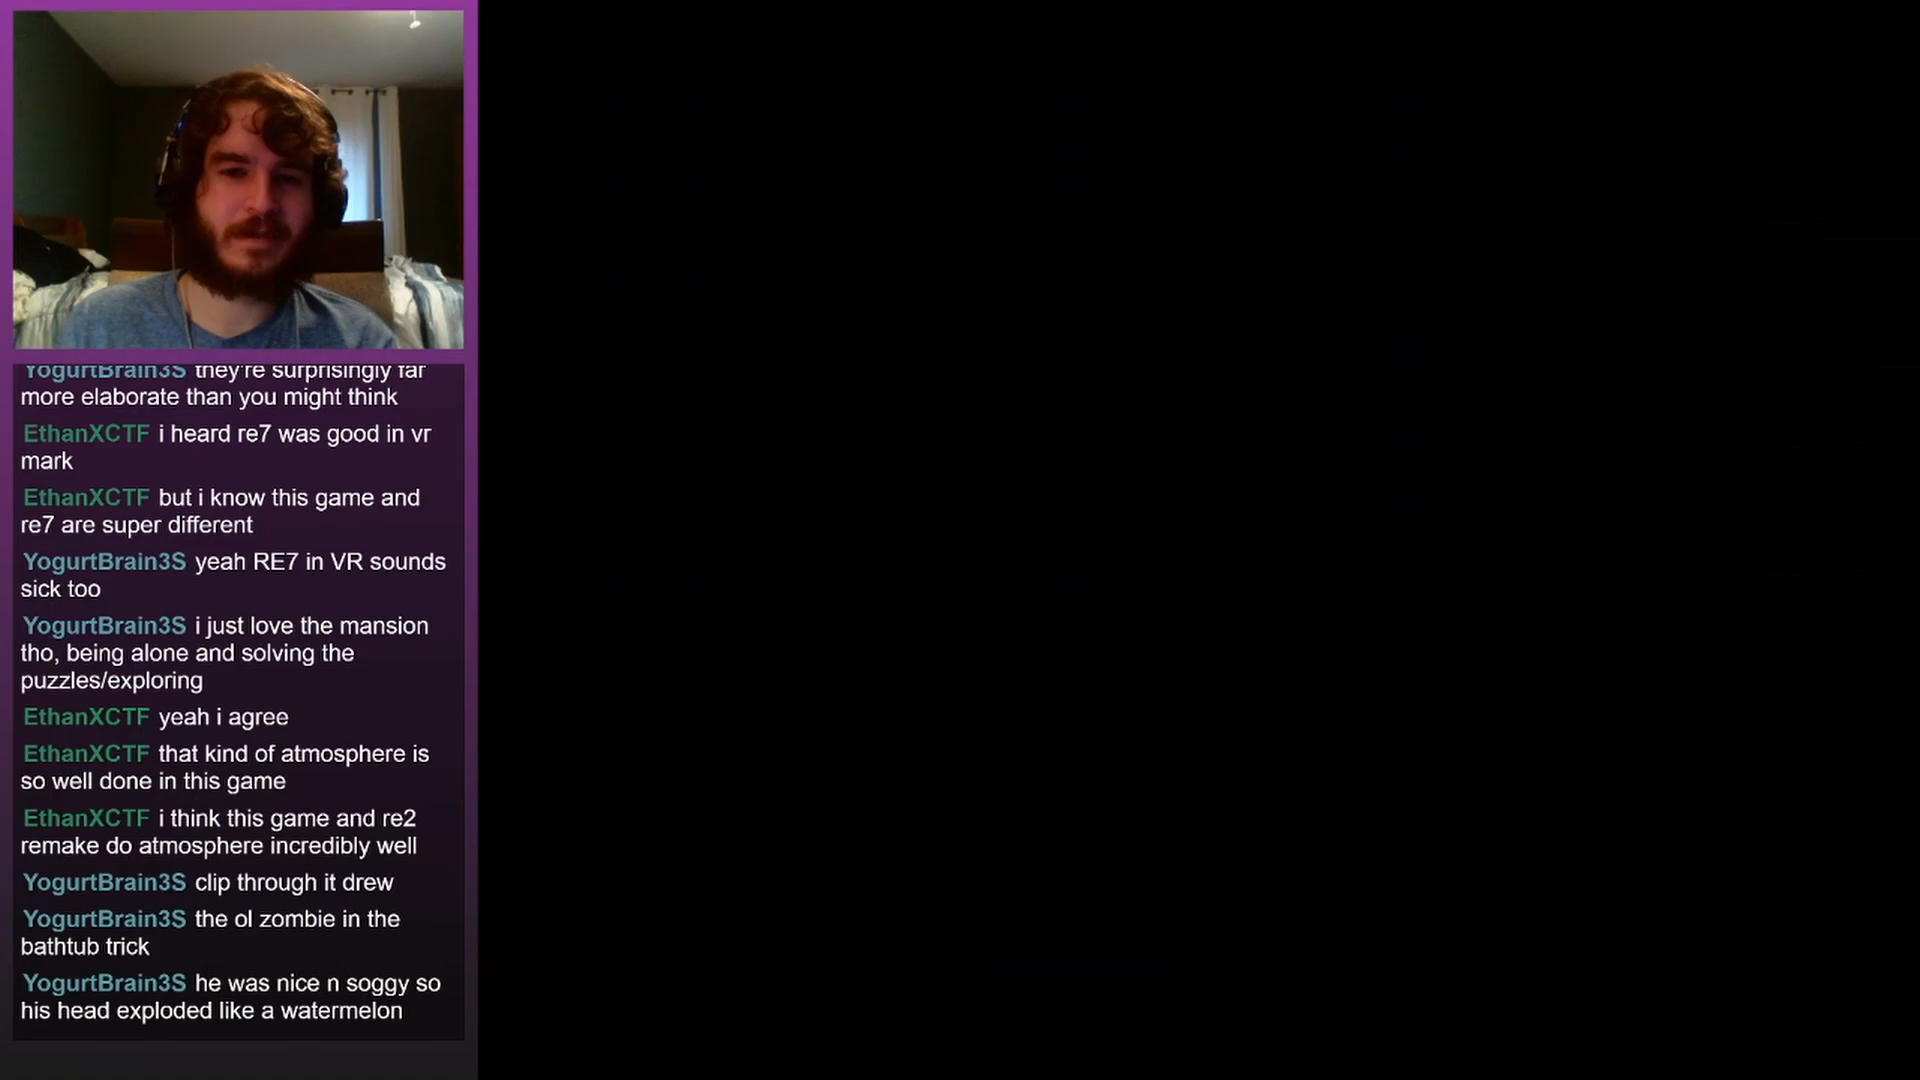 YogurtBrain3S they're surprisingly far
more elaborate than you might think
EthanXCTF i heard re7 was good in vr
mark
EthanXCTF but i know this game and
re7 are super different
YogurtBrain3S yeah RE7 in VR sounds
sick too
YogurtBrain3S i just love the mansion
tho, being alone and solving the
puzzles/exploring
EthanXCTF yeah i agree
EthanXCTF that kind of atmosphere is
so well done in this game
EthanXCTF i think this game and re2
remake do atmosphere incredibly well
YogurtBrain3S clip through it drew
YogurtBrain3S the ol zombie in the
bathtub trick
YogurtBrain3S he was nice n soggy so
his head exploded like a watermelon